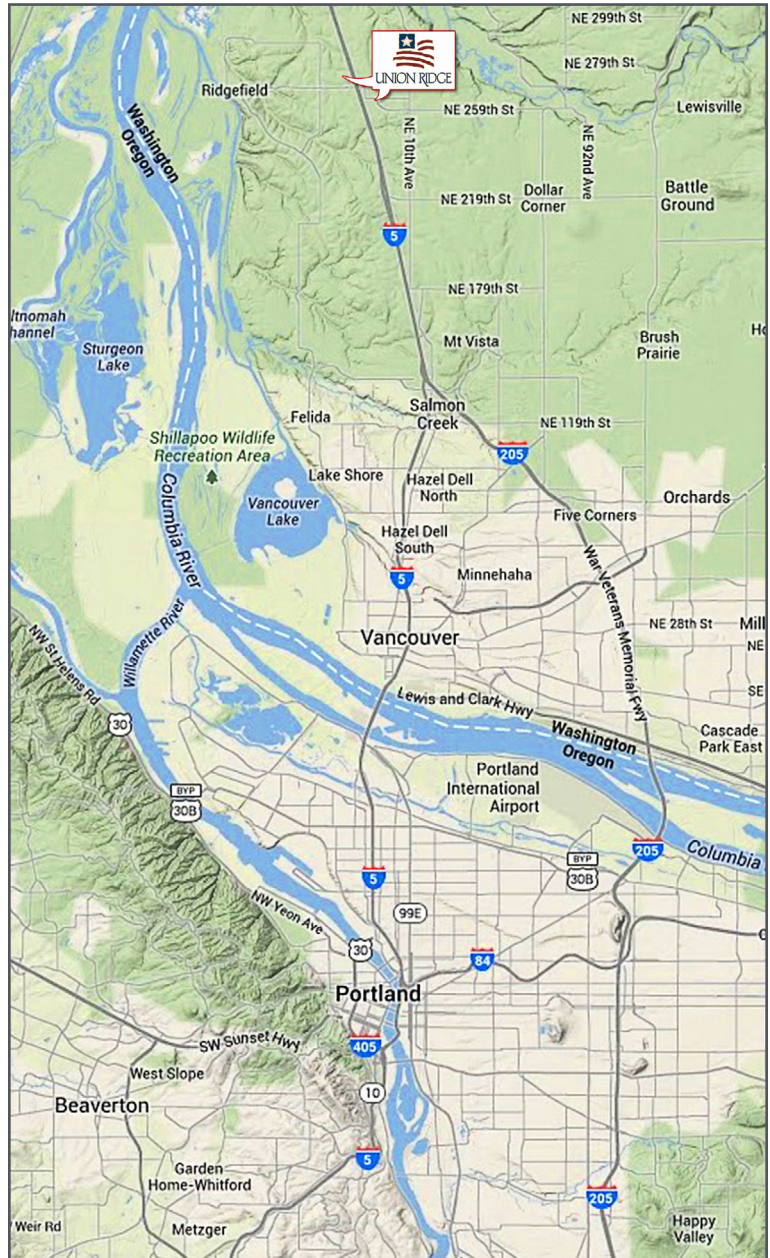 NE 299th St
UNION RIDGE
NE 279th St
Ridgefield
Lewisville
NE 259th St
Washington
Oregon
NE 10th Ave
NE 92nd Ave
NE 219th St
Dollar
Corner
Battle
Ground
5
NE 179th St
ltnomah
hannel
Sturgeon
Lake
Mt Vista
Brush
Prairie
Salmon
Creek
Felida
NE 119th St
Shillapoo Wildlife
Recreation Area
205
Lake Shore
Hazel Dell
North
Orchards
Vancouver
Lake
Five Corners
Columbia River
Hazel Dell
South
War Veterans Memorial Fwy
5
Minnehaha
Willamette River
NE 28th St
Mill
NE
NW St Helens Rd
Vancouver
SE
Lewis and Clark Hwy
30
Washington
Oregon
Cascade
Park East
Portland
International
Airport
BYP
30B
205
Columbia
BYP
30B
5
NW Yeon Ave
99E
30
84
Portland
SW Sunset Hwy
405
West Slope
10
Beaverton
5
Garden
Home-Whitford
205
Weir Rd
Metzger
Happy
Valley